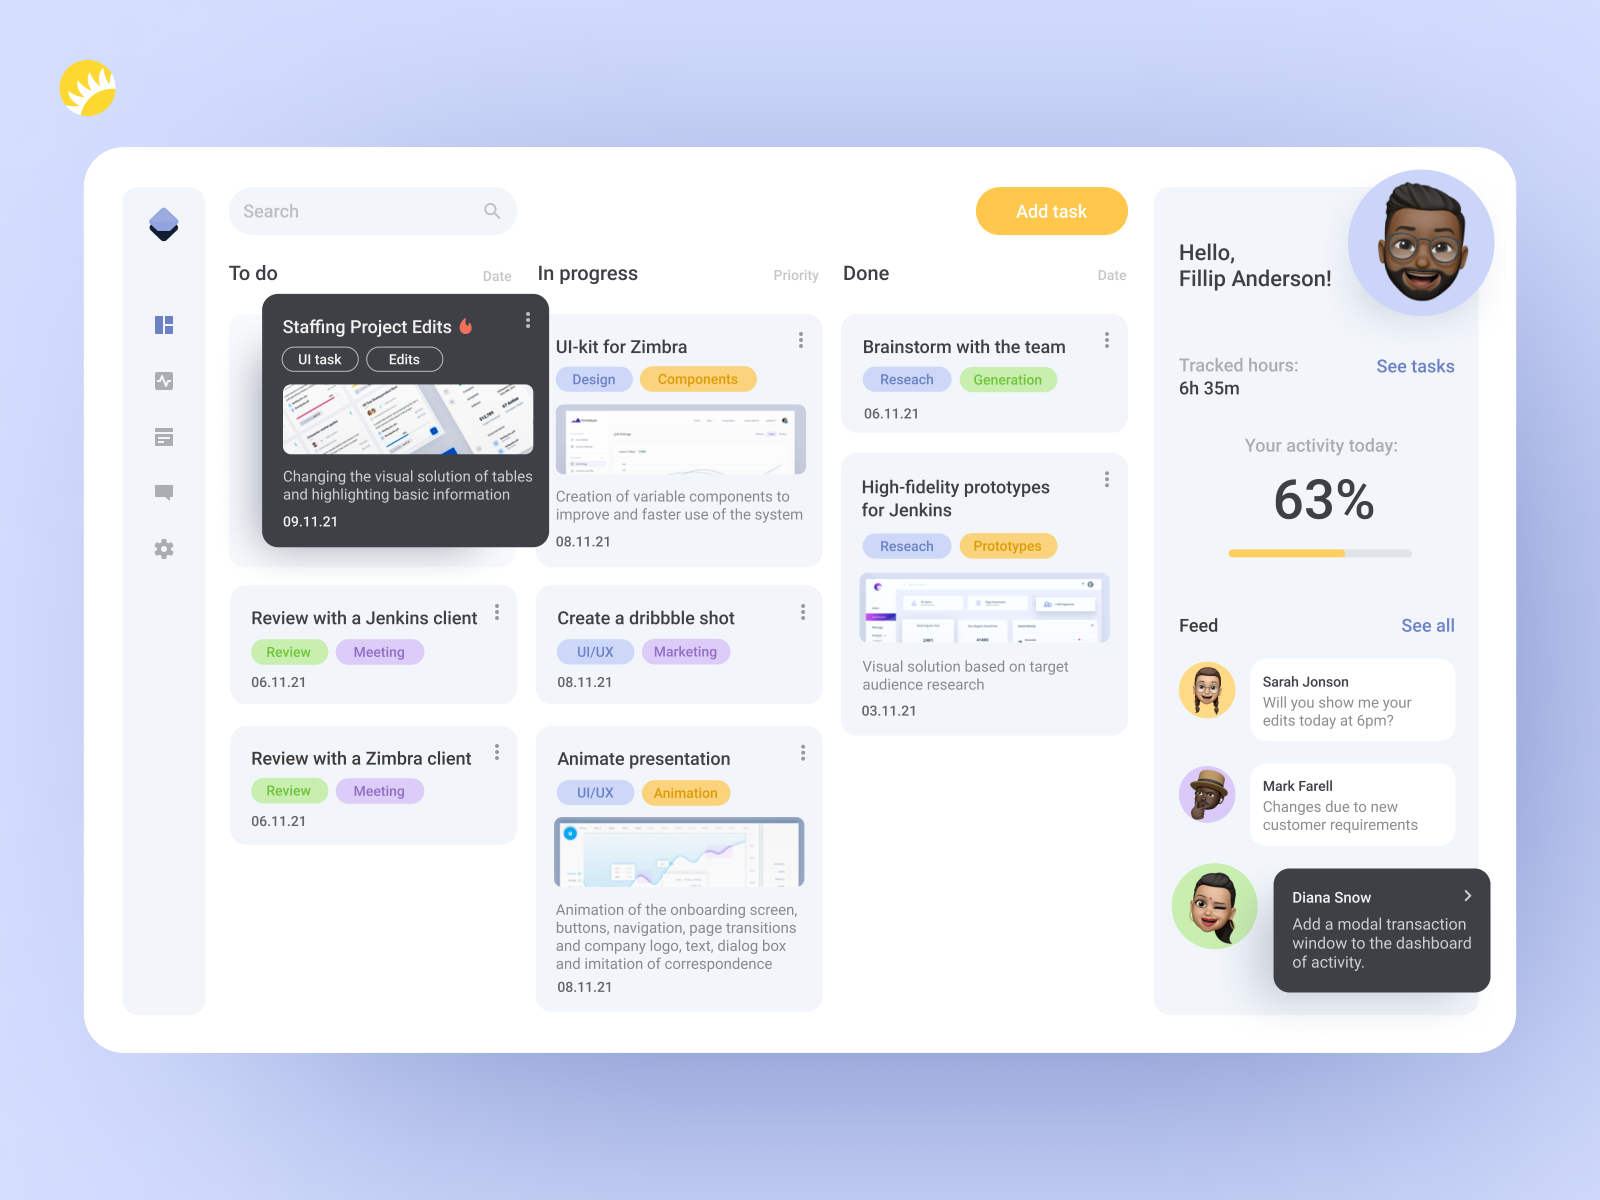 Search
Add task
To do
Date
Staffing Project Edits
UI task
Edits
Changing the visual solution of tables
and highlighting basic information
09.11.21
Review with a Jenkins client
Review
Meeting
06.11.21
Review with a Zimbra client
Review
Meeting
06.11.21
In progress
Priority
UI-kit for Zimbra
Design
Components
Creation of variable components to
improve and faster use of the system
08.11.21
Create a dribbble shot
UI/UX
Marketing
08.11.21
Animate presentation
UI/UX
Animation
Animation of the onboarding screen,
buttons, navigation, page transitions
and company logo, text, dialog box
and imitation of correspondence
08.11.21
Done
Date
Brainstorm with the team
Reseach
Generation
06.11.21
High-fidelity prototypes
for Jenkins
Reseach
Prototypes
Visual solution based on target
audience research
03.11.21
Hello,
Fillip Anderson!
Tracked hours:
6h 35m
See tasks
Your activity today:
63%
Feed
See all
Sarah Jonson
Will you show me your
edits today at 6pm?
Mark Farell
Changes due to new
customer requirements
Diana Snow
Add a modal transaction
window to the dashboard
of activity.